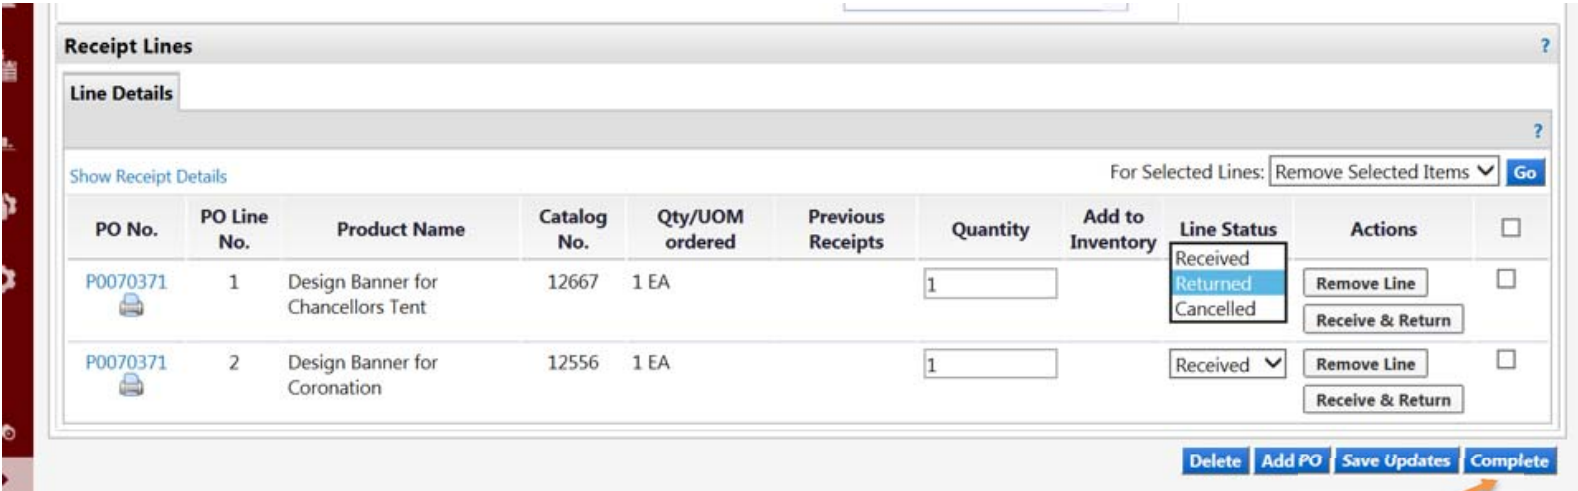 Receipt Lines ?
Line Details
?
Show Receipt Details For Selected Lines: Remove Selected Items Go
PO No. PO Line No. Product Name Catalog No. Qty/UOM ordered Previous Receipts Quantity Add to Inventory Line Status Actions
P0070371 1 Design Banner for Chancellors Tent 12667 1 EA 1 Received Returned Cancelled Remove Line Receive & Return
P0070371 2 Design Banner for Coronation 12556 1 EA 1 Received Remove Line Receive & Return
Delete Add PO Save Updates Complete